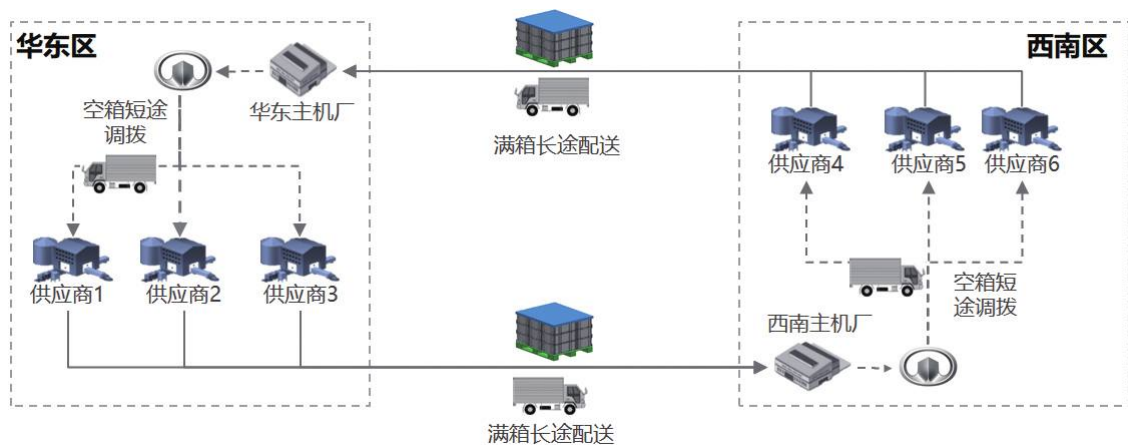 华东区
西南区
空箱短途
调拨
华东主机厂
满箱长途配送
供应商4
供应商5
供应商6
供应商1
供应商2
供应商3
空箱短
途调拨
西南主机厂
满箱长途配送